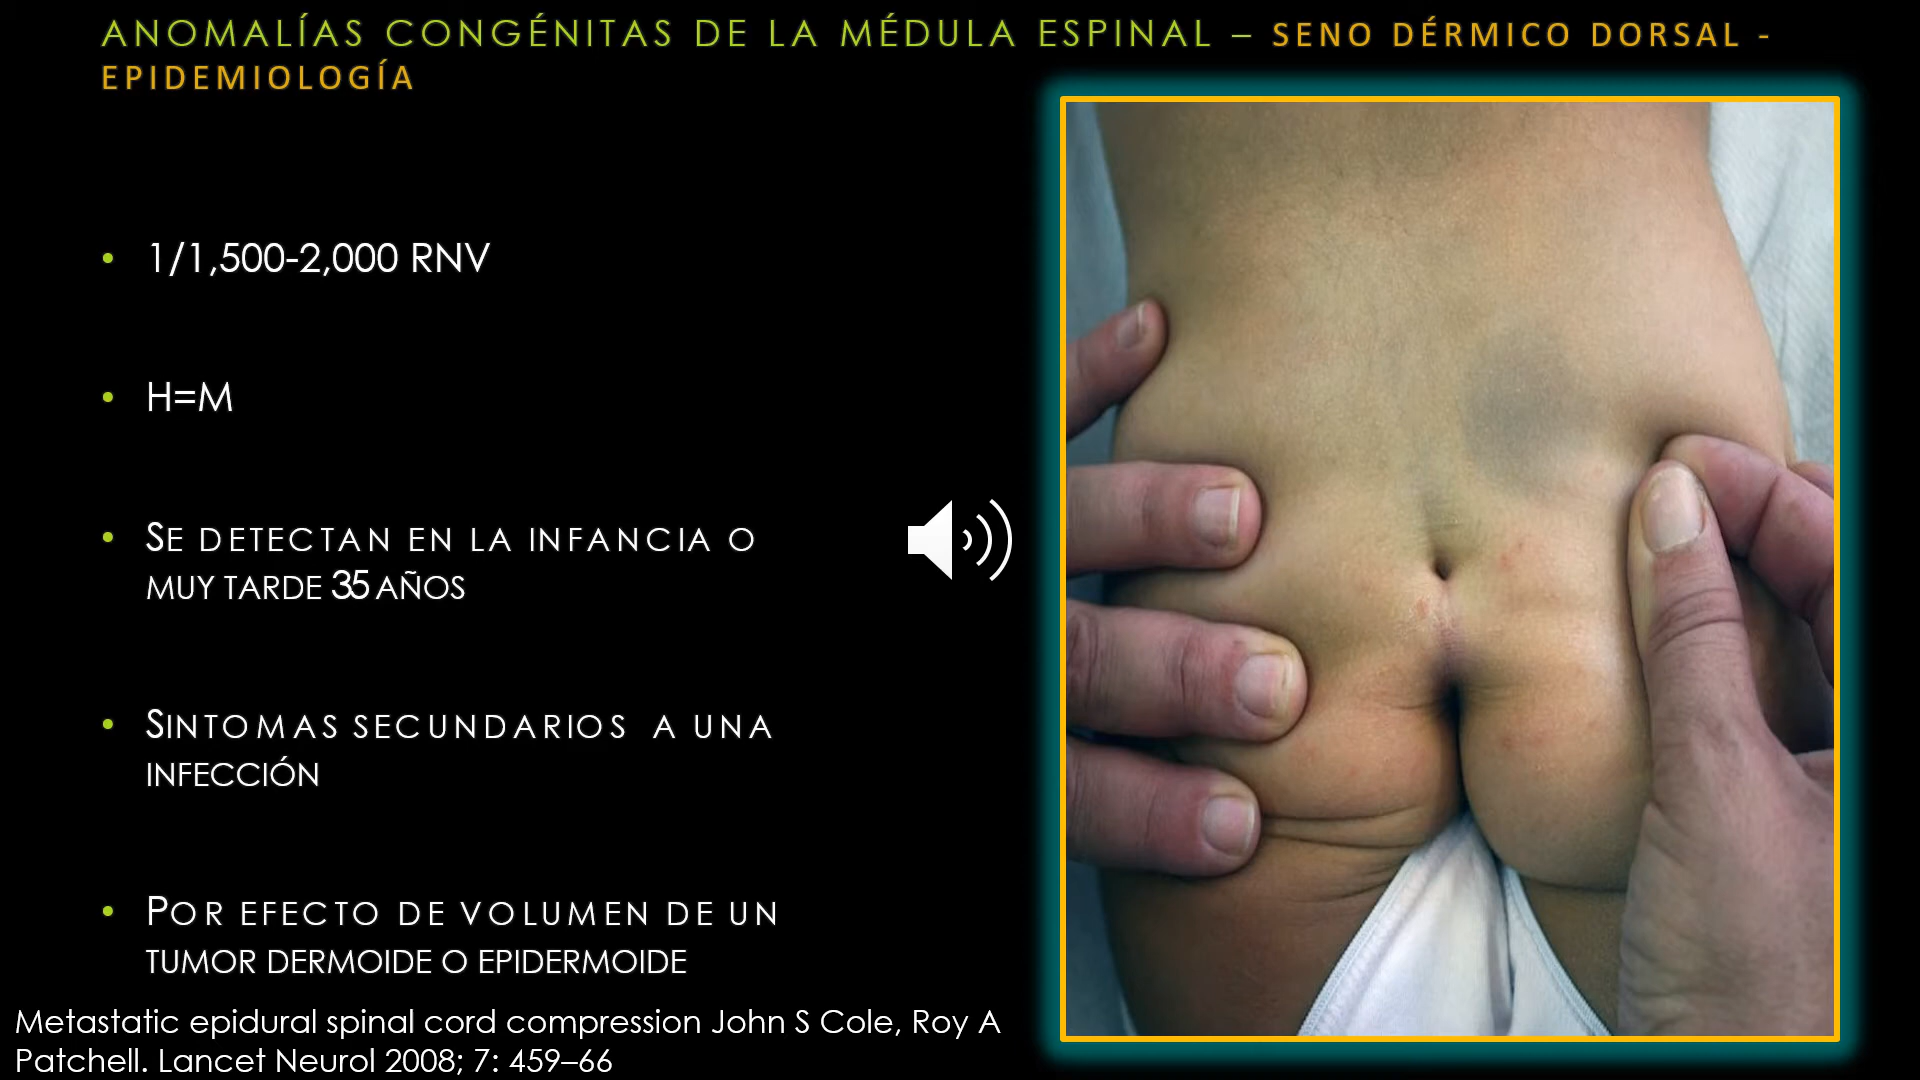 ANOMALÍAS CONGÉNITAS DE LA MÉDULA ESPINAL – SENO DÉRMICO DORSAL -
EPIDEMIOLOGÍA
• 1/1,500-2,000 RNV
• H=M
• SE DETECTAN EN LA INFANCIA O
MUY TARDE 35 AÑOS
• SINTOMAS SECUNDARIOS A UNA
INFECCIÓN
• POR EFECTO DE VOLUMEN DE UN
TUMOR DERMOIDE O EPIDERMOIDE
Metastatic epidural spinal cord compression John S Cole, Roy A
Patchell. Lancet Neurol 2008; 7: 459–66